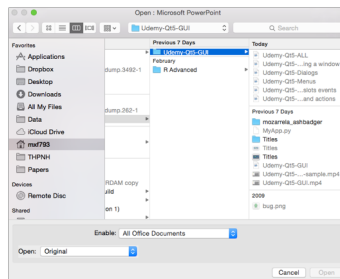 Open : Microsoft PowerPoint
Udemy-Qt5-GUI
Search
Favorites
Applications
Dropbox
Desktop
Downloads
All My Files
Data
iCloud Drive
mxf793
THPNH
Papers
Devices
Remote Disc
Shared
dump.3492-1
dump.262-1
RDAM copy
uild
on 1)
Previous 7 Days
Udemy-Qt5-GUI
February
R Advanced
Today
Udemy-Qt5-ALL
Udemy-Qt5-...ing a window
Udemy-Qt5-Dialogs
Udemy-Qt5-Menus
Udemy-Qt5-...slots events
Udemy-Qt5-...and actions
Previous 7 Days
mozarrela_ashbadger
MyApp.py
Titles
Titles
Titles
Udemy-Qt5-GUI
Udemy-Qt5-...-sample.mp4
Udemy-Qt5-GUI.mp4
2009
bug.png
Enable: All Office Documents
Open: Original
Cancel Open